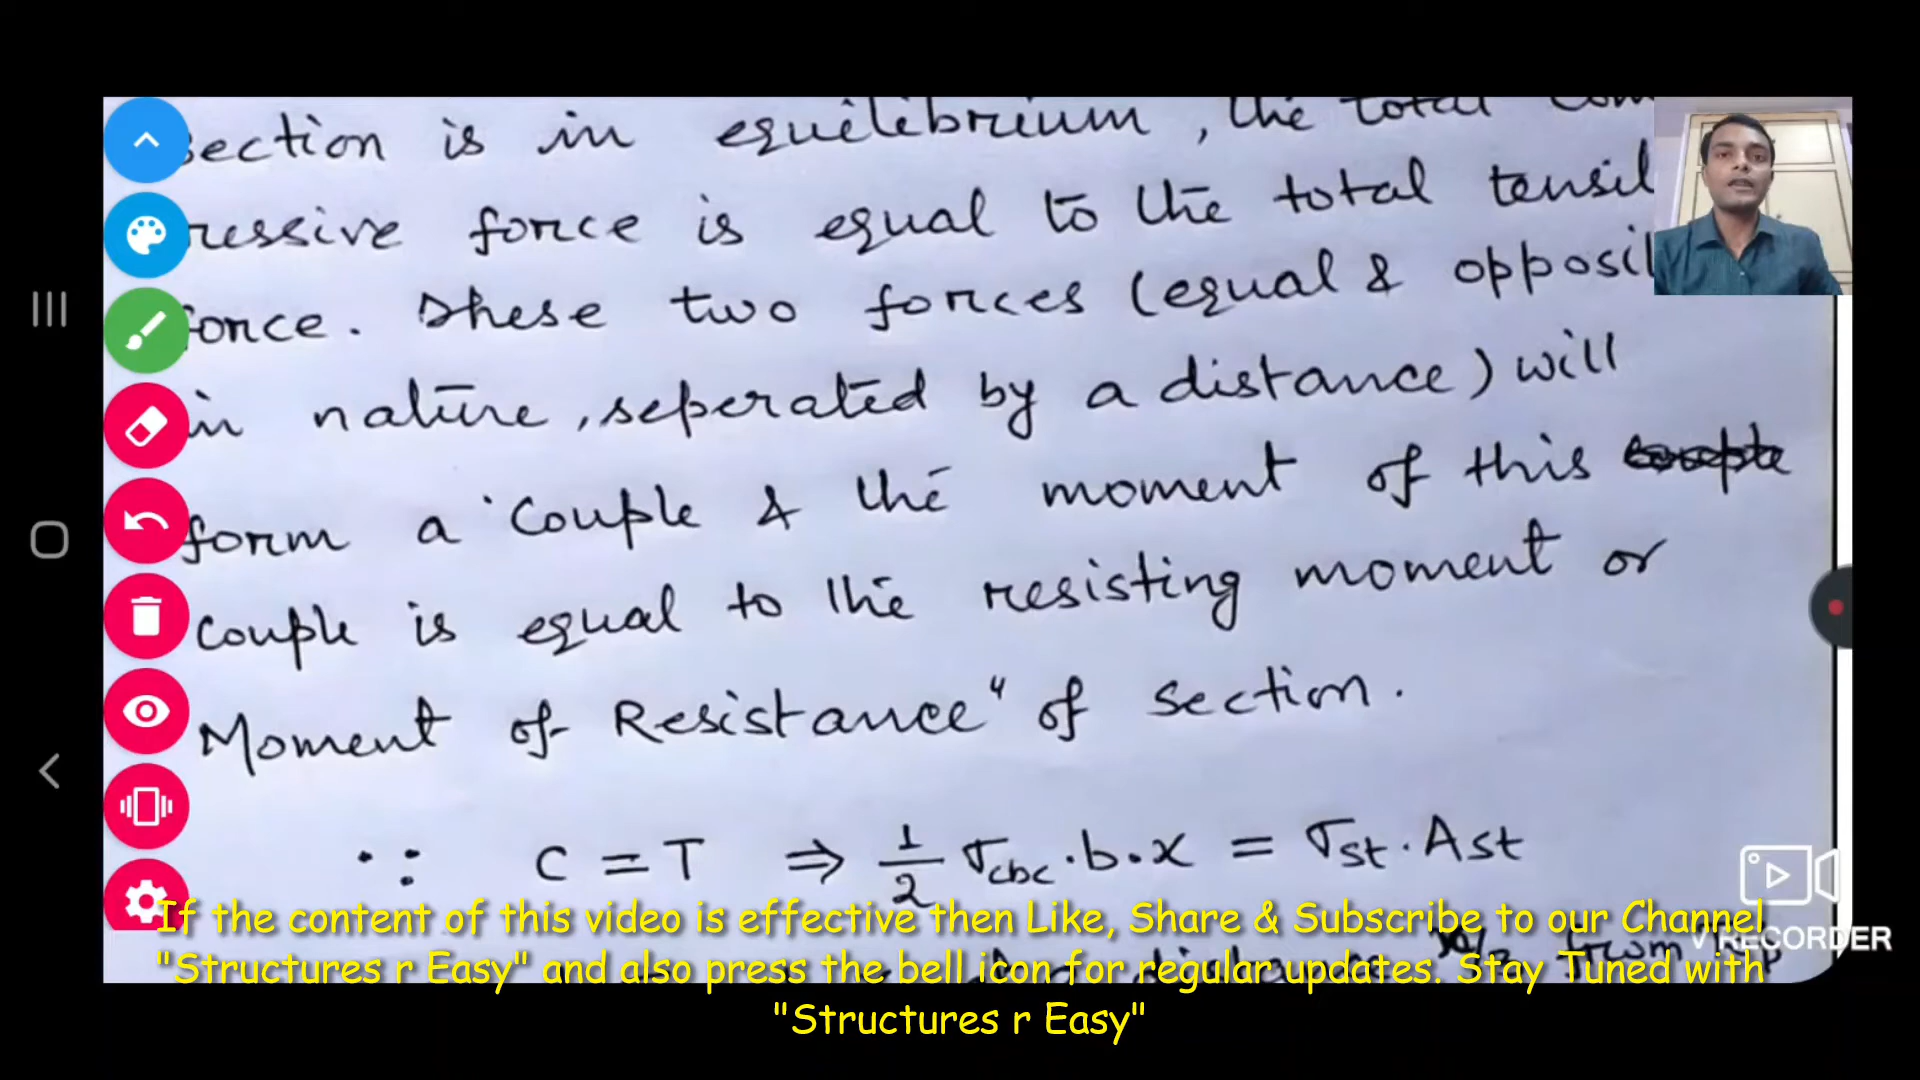 section is in equilibrium, the total com
ressive force is equal to the total tensil
force. These two forces (equal & opposit
in nature, seperated by a distance) will
form a "couple & the moment of this
couple is equal to the resisting moment or
Moment of Resistance" of section.
∵ C = T ⇒ 1/2 σcbc · b · x = σst · Ast
If the content of this video is effective then Like, Share & Subscribe to our Channel
"Structures r Easy" and also press the bell icon for regular updates. Stay Tuned with
"Structures r Easy"
V RECORDER
from